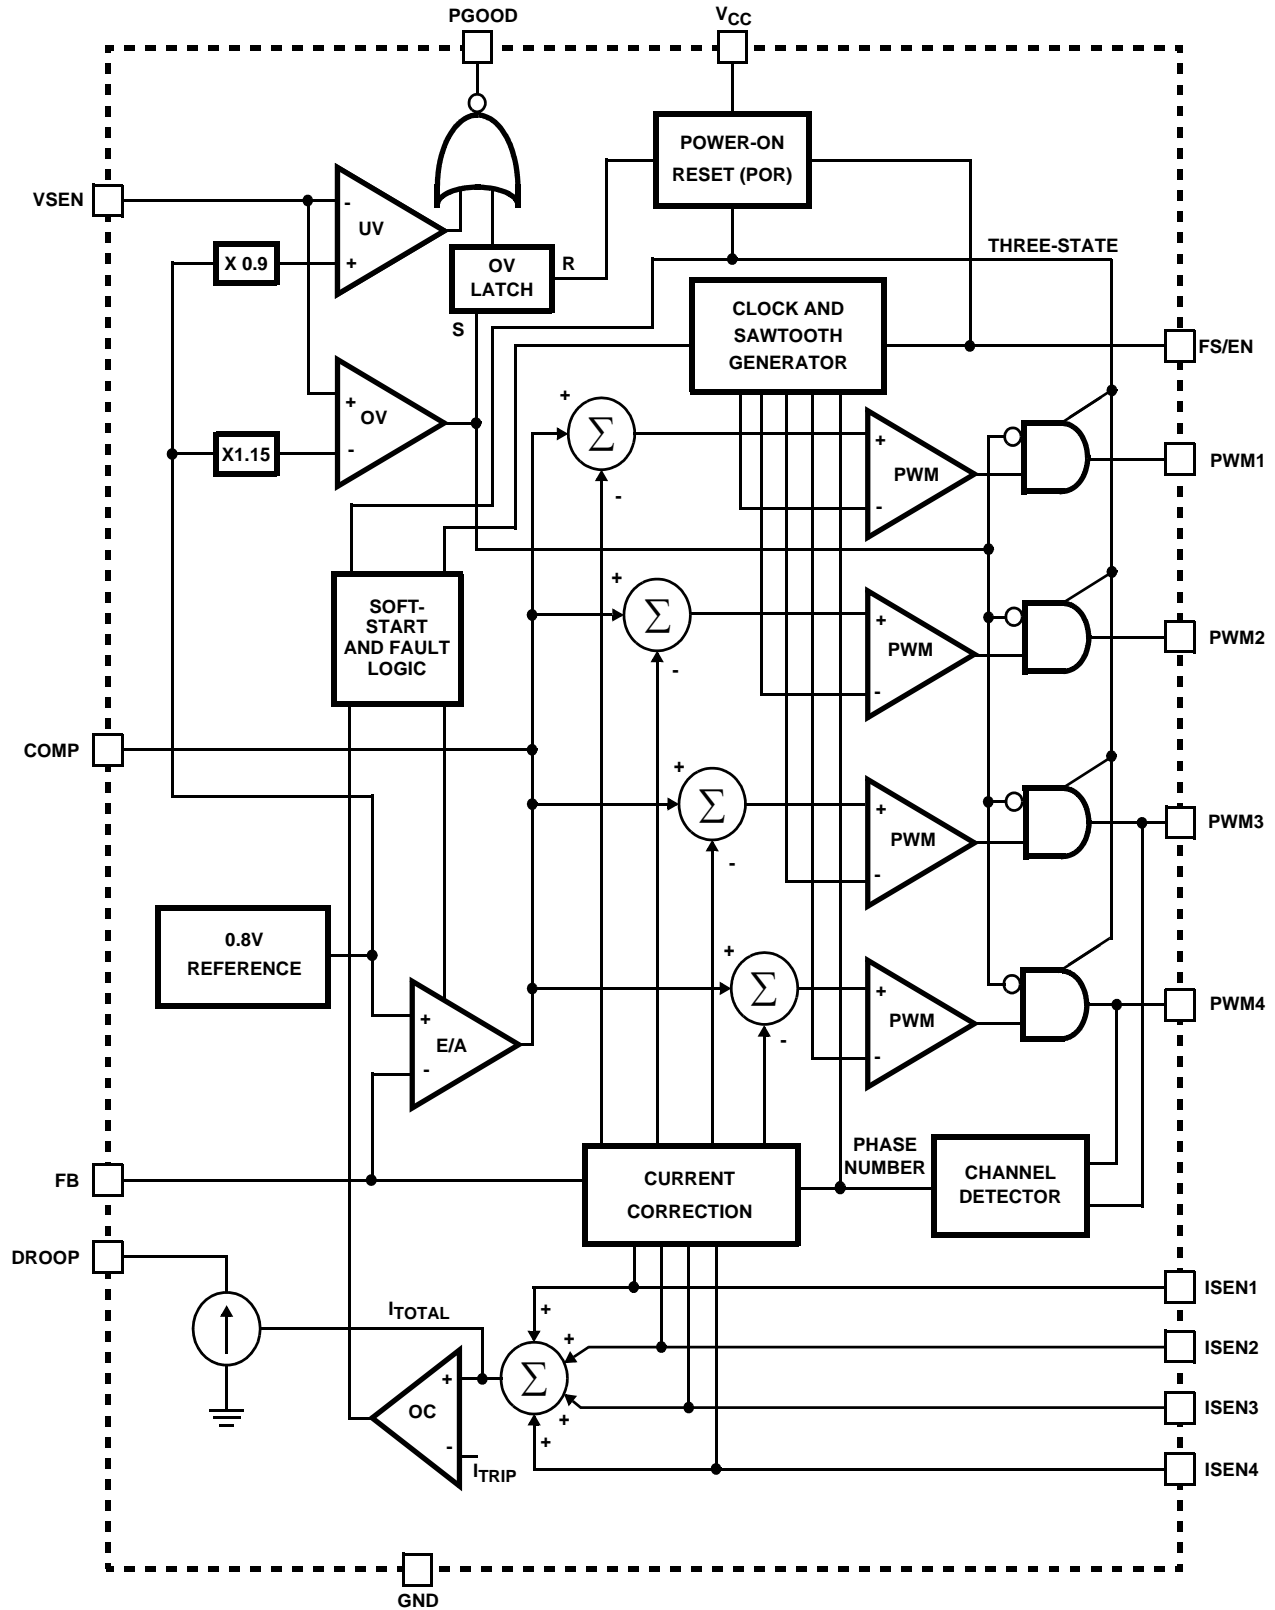 PGOOD
VCC
POWER-ON
RESET (POR)
VSEN
-
UV
+
X 0.9
OV
LATCH
R
S
THREE-STATE
CLOCK AND
SAWTOOTH
GENERATOR
FS/EN
+
OV
-
X1.15
+
Σ
-
+
PWM
-
PWM1
SOFT-
START
AND FAULT
LOGIC
+
Σ
-
+
PWM
-
PWM2
COMP
+
Σ
-
+
PWM
-
PWM3
0.8V
REFERENCE
+
E/A
-
+
Σ
-
+
PWM
-
PWM4
FB
CURRENT
CORRECTION
PHASE
NUMBER
CHANNEL
DETECTOR
DROOP
ITOTAL
+
OC
-
ITRIP
Σ
+
+
+
+
ISEN1
ISEN2
ISEN3
ISEN4
GND